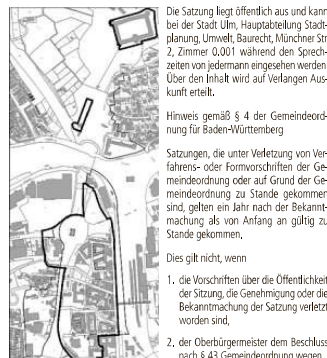 Die Satzung liegt öffentlich aus und kann
bei der Stadt Ulm, Hauptabteilung Stadt-
planung, Umwelt, Baurecht, Münchner Str
2, Zimmer 0.001 während den Sprech-
zeiten von jedermann eingesehen werden
Über den Inhalt wird auf Verlangen Aus-
kunft erteilt.
Hinweis gemäß § 4 der Gemeindeord-
nung für Baden-Württemberg
Satzungen, die unter Verletzung von Ver-
fahrens- oder Formvorschriften der Ge-
meindeordnung oder auf Grund der Ge-
meindeordnung zu Stande gekommen
sind, gelten ein Jahr nach der Bekannt-
machung als von Anfang an gültig zu
Stande gekommen.
Dies gilt nicht, wenn
1. die Vorschriften über die Öffentlichkeit
der Sitzung, die Genehmigung oder die
Bekanntmachung der Satzung verletzt
worden sind,
2. der Oberbürgermeister dem Beschluss
nach § 43 Gemeindeordnung wegen